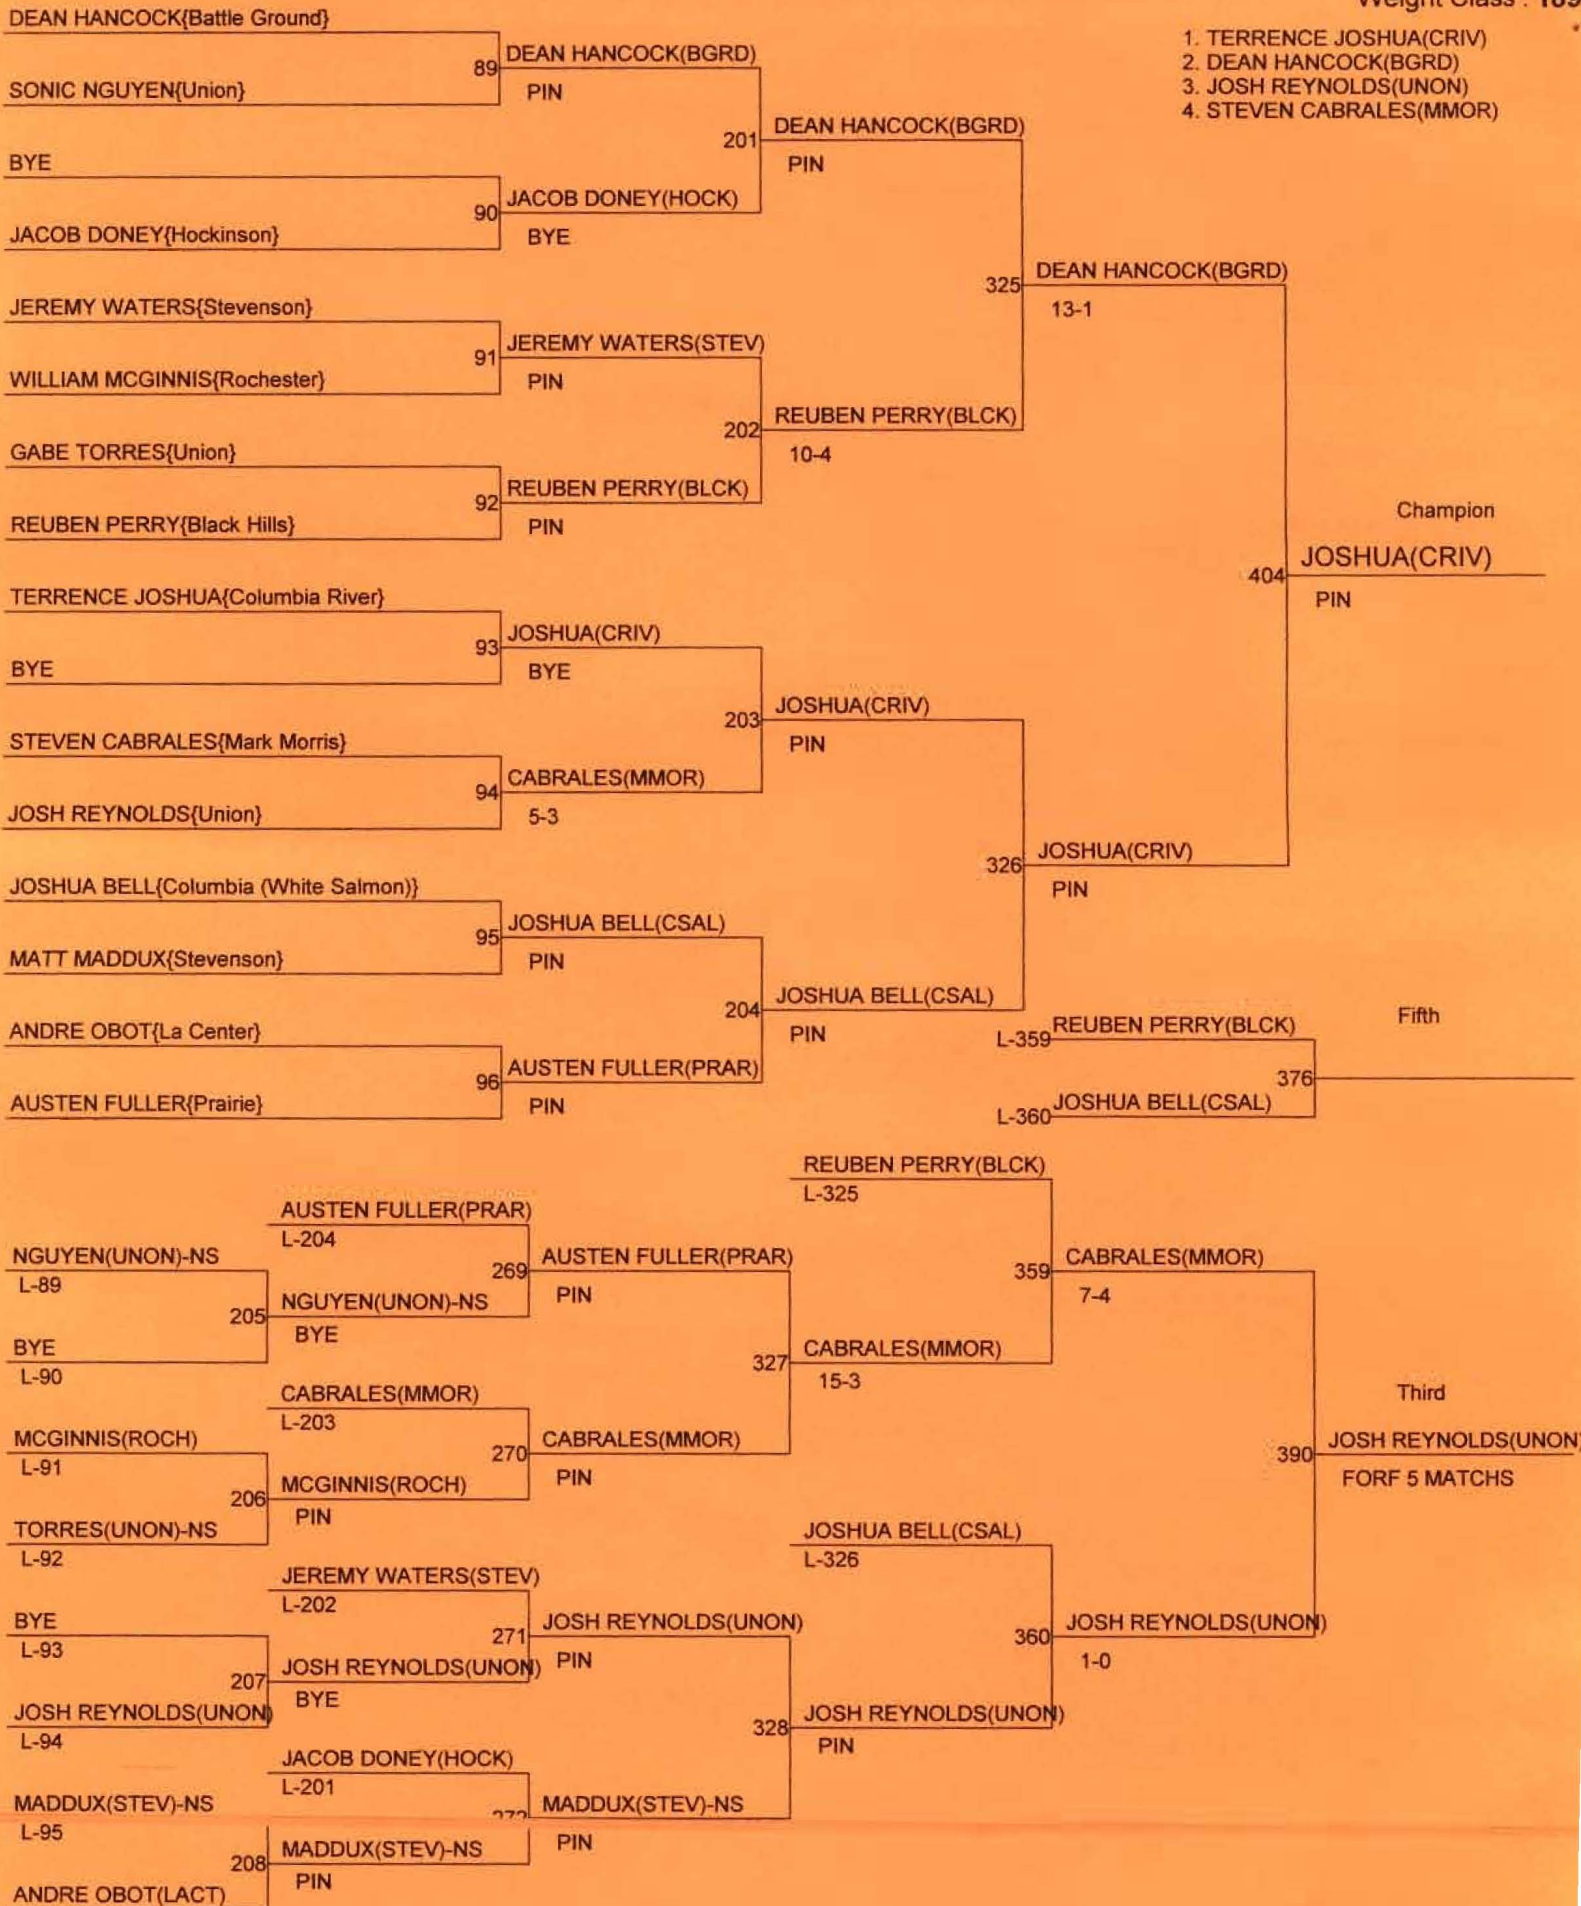 Weight Class : 189
1. TERRENCE JOSHUA(CRIV)
2. DEAN HANCOCK(BGRD)
3. JOSH REYNOLDS(UNON)
4. STEVEN CABRALES(MMOR)
DEAN HANCOCK{Battle Ground}
89
DEAN HANCOCK(BGRD)
PIN
SONIC NGUYEN{Union}
201
DEAN HANCOCK(BGRD)
PIN
BYE
90
JACOB DONEY(HOCK)
BYE
JACOB DONEY{Hockinson}
325
DEAN HANCOCK(BGRD)
13-1
JEREMY WATERS{Stevenson}
91
JEREMY WATERS(STEV)
PIN
WILLIAM MCGINNIS{Rochester}
202
REUBEN PERRY(BLCK)
10-4
GABE TORRES{Union}
92
REUBEN PERRY(BLCK)
PIN
REUBEN PERRY{Black Hills}
Champion
404
JOSHUA(CRIV)
PIN
TERRENCE JOSHUA{Columbia River}
93
JOSHUA(CRIV)
BYE
BYE
203
JOSHUA(CRIV)
PIN
STEVEN CABRALES{Mark Morris}
94
CABRALES(MMOR)
5-3
JOSH REYNOLDS{Union}
326
JOSHUA(CRIV)
PIN
JOSHUA BELL{Columbia (White Salmon)}
95
JOSHUA BELL(CSAL)
PIN
MATT MADDUX{Stevenson}
204
JOSHUA BELL(CSAL)
PIN
ANDRE OBOT{La Center}
96
AUSTEN FULLER(PRAR)
PIN
AUSTEN FULLER{Prairie}
Fifth
L-359
REUBEN PERRY(BLCK)
376
L-360
JOSHUA BELL(CSAL)
REUBEN PERRY(BLCK)
L-325
AUSTEN FULLER(PRAR)
L-204
NGUYEN(UNON)-NS
L-89
269
AUSTEN FULLER(PRAR)
PIN
359
CABRALES(MMOR)
7-4
205
NGUYEN(UNON)-NS
BYE
BYE
L-90
327
CABRALES(MMOR)
15-3
CABRALES(MMOR)
L-203
Third
MCGINNIS(ROCH)
L-91
270
CABRALES(MMOR)
PIN
390
JOSH REYNOLDS(UNON)
FORF 5 MATCHS
206
MCGINNIS(ROCH)
PIN
TORRES(UNON)-NS
L-92
JOSHUA BELL(CSAL)
L-326
JEREMY WATERS(STEV)
L-202
BYE
L-93
271
JOSH REYNOLDS(UNON)
PIN
360
JOSH REYNOLDS(UNON)
1-0
207
JOSH REYNOLDS(UNON)
BYE
JOSH REYNOLDS(UNON)
L-94
328
JOSH REYNOLDS(UNON)
PIN
JACOB DONEY(HOCK)
L-201
MADDUX(STEV)-NS
L-95
272
MADDUX(STEV)-NS
PIN
208
MADDUX(STEV)-NS
PIN
ANDRE OBOT(LACT)